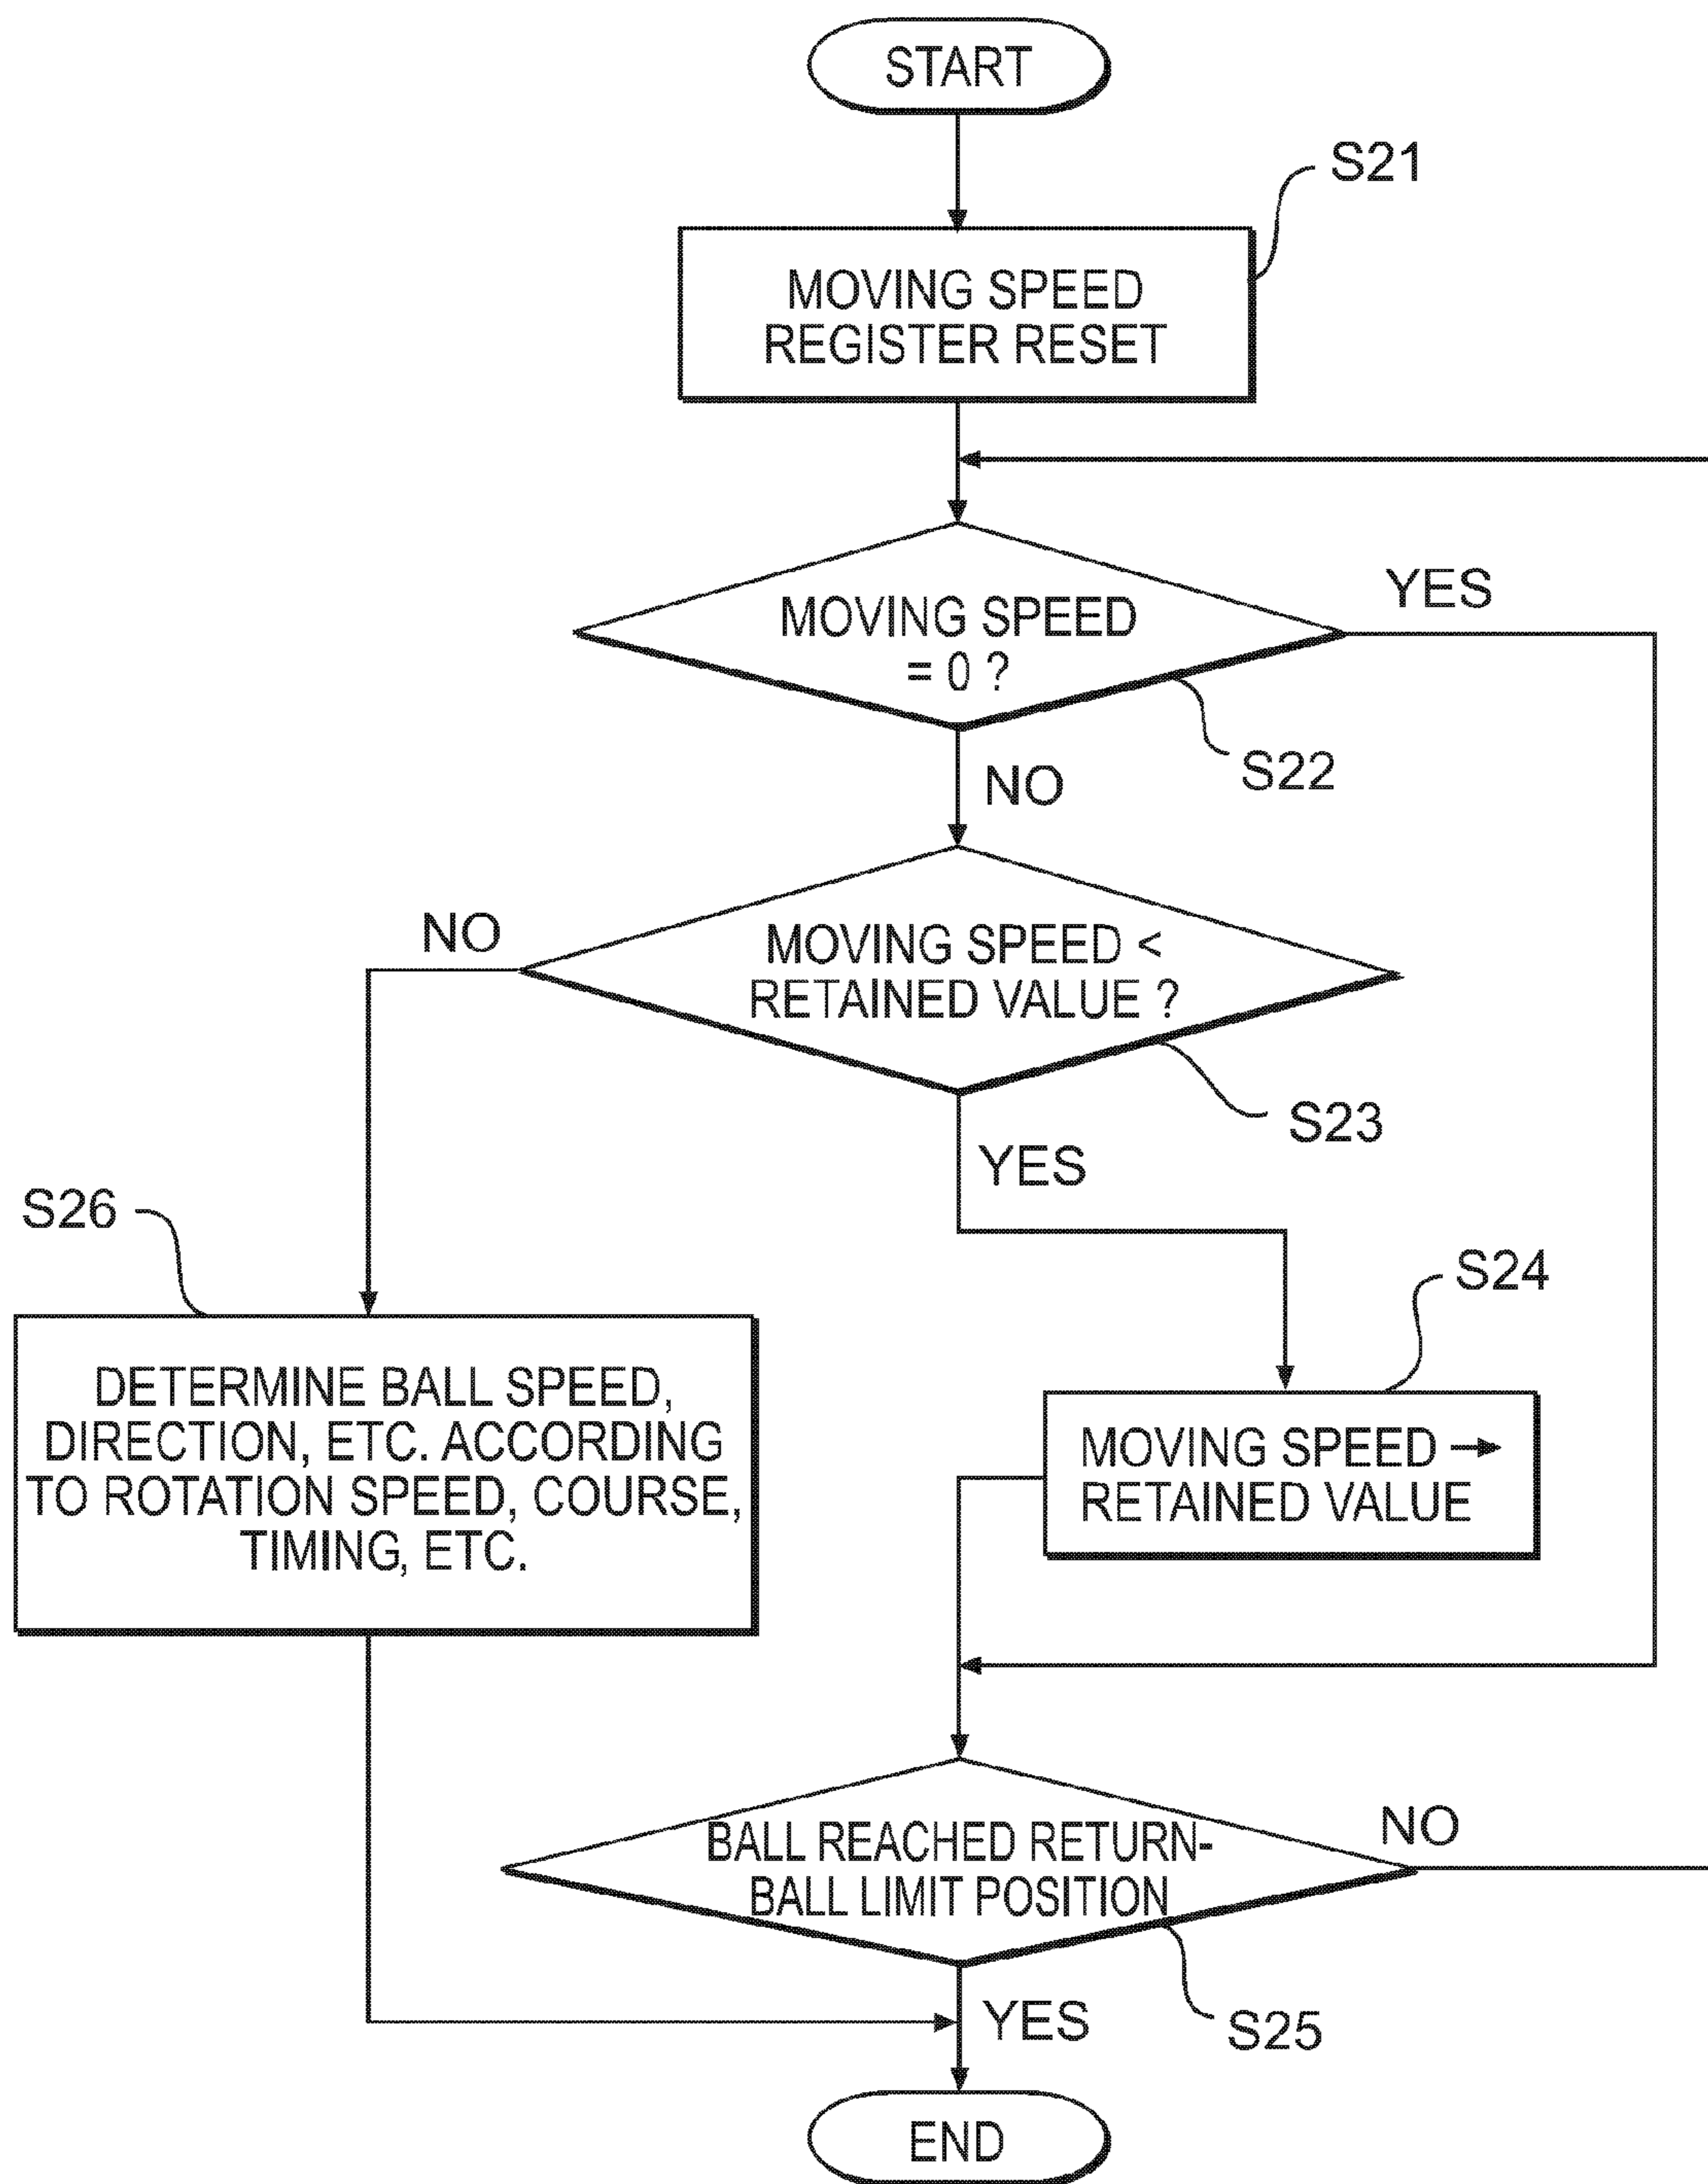 START
S21
MOVING SPEED
REGISTER RESET
YES
MOVING SPEED
= 0 ?
S22
NO
NO
MOVING SPEED <
RETAINED VALUE ?
S23
YES
S26
S24
DETERMINE BALL SPEED,
DIRECTION, ETC. ACCORDING
TO ROTATION SPEED, COURSE,
TIMING, ETC.
MOVING SPEED →
RETAINED VALUE
NO
BALL REACHED RETURN-
BALL LIMIT POSITION
YES
S25
END